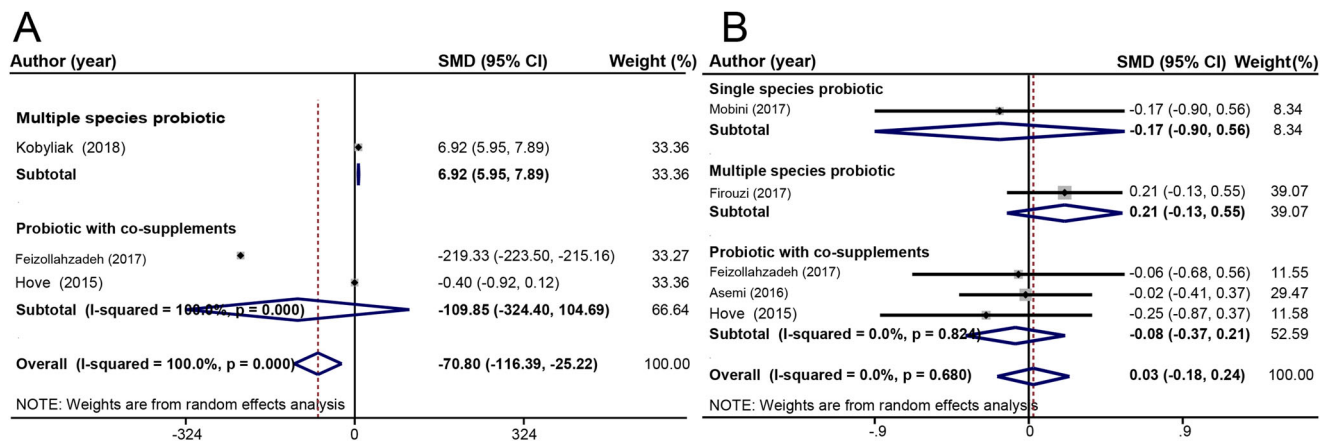 A
Author (year) SMD (95% CI) Weight (%)
Multiple species probiotic
Kobyliak (2018) 6.92 (5.95, 7.89) 33.36
Subtotal 6.92 (5.95, 7.89) 33.36
Probiotic with co-supplements
Feizollahzadeh (2017) -219.33 (-223.50, -215.16) 33.27
Hove (2015) -0.40 (-0.92, 0.12) 33.36
Subtotal (I-squared = 100.0%, p = 0.000) -109.85 (-324.40, 104.69) 66.64
Overall (I-squared = 100.0%, p = 0.000) -70.80 (-116.39, -25.22) 100.00
NOTE: Weights are from random effects analysis
-324 0 324
B
Author (year) SMD (95% CI) Weight(%)
Single species probiotic
Mobini (2017) -0.17 (-0.90, 0.56) 8.34
Subtotal -0.17 (-0.90, 0.56) 8.34
Multiple species probiotic
Firouzi (2017) 0.21 (-0.13, 0.55) 39.07
Subtotal 0.21 (-0.13, 0.55) 39.07
Probiotic with co-supplements
Feizollahzadeh (2017) -0.06 (-0.68, 0.56) 11.55
Asemi (2016) -0.02 (-0.41, 0.37) 29.47
Hove (2015) -0.25 (-0.87, 0.37) 11.58
Subtotal (I-squared = 0.0%, p = 0.824) -0.08 (-0.37, 0.21) 52.59
Overall (I-squared = 0.0%, p = 0.680) 0.03 (-0.18, 0.24) 100.00
NOTE: Weights are from random effects analysis
-.9 0 .9